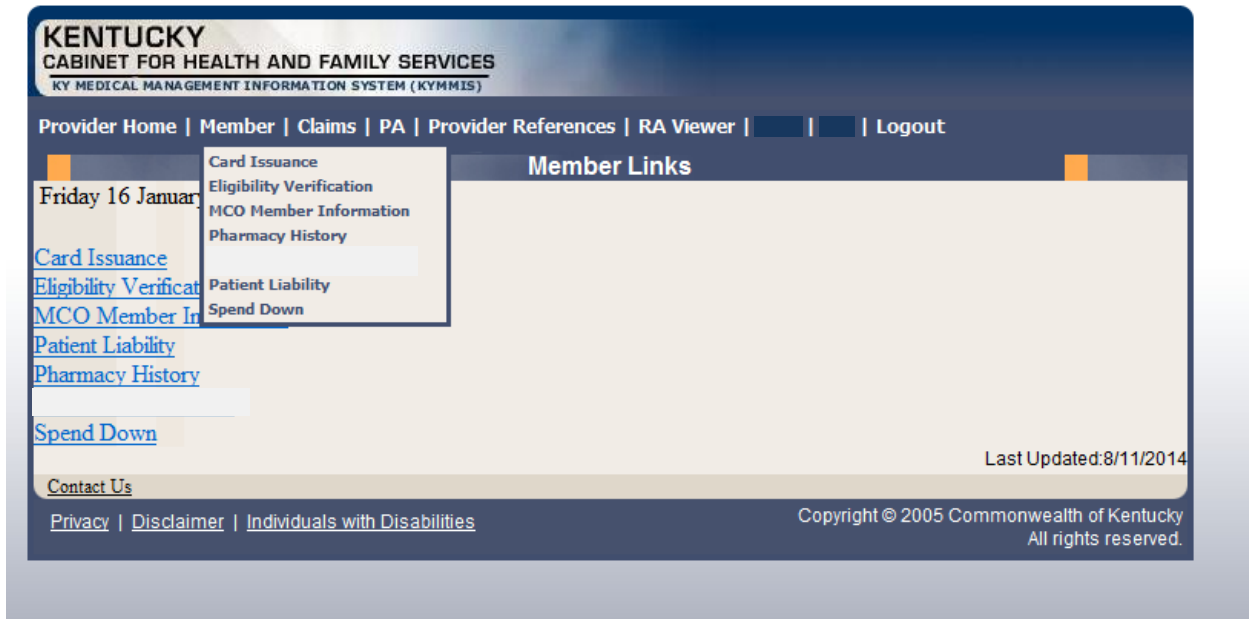 KENTUCKY
CABINET FOR HEALTH AND FAMILY SERVICES
KY MEDICAL MANAGEMENT INFORMATION SYSTEM (KYMMIS)
Provider Home | Member | Claims | PA | Provider References | RA Viewer | | | Logout
Member Links
Card Issuance
Eligibility Verification
MCO Member Information
Pharmacy History
Patient Liability
Spend Down
Friday 16 January
Card Issuance
Eligibility Verificat
MCO Member In
Patient Liability
Pharmacy History
Spend Down
Last Updated:8/11/2014
Contact Us
Privacy | Disclaimer | Individuals with Disabilities
Copyright © 2005 Commonwealth of Kentucky
All rights reserved.